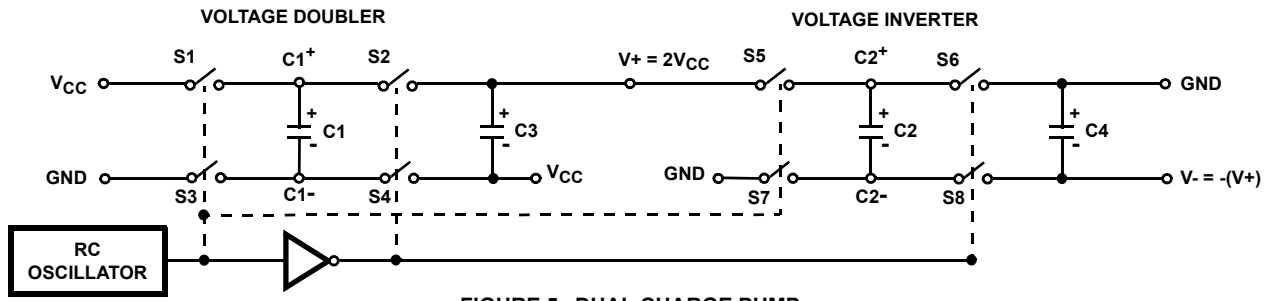 VOLTAGE DOUBLER
VOLTAGE INVERTER
S1 C1+ S2 V+ = 2VCC S5 C2+ S6
VCC GND
+ C1 - + C3 - + C2 - + C4 -
GND VCC GND V- = -(V+)
S3 C1- S4 S7 C2- S8
RC
OSCILLATOR
FIGURE 5. DUAL CHARGE PUMP